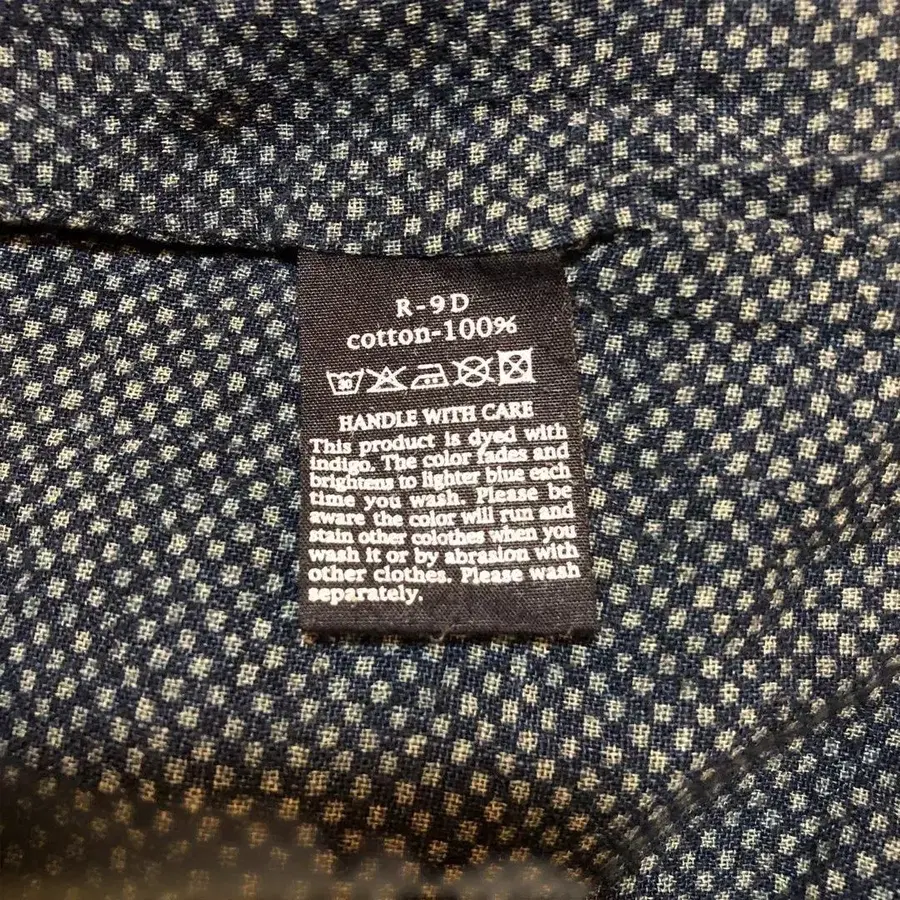 R-9D
cotton-100%
30
HANDLE WITH CARE
This product is dyed with
indigo. The color fades and
brightens to lighter blue each
time you wash. Please be
aware the color will run and
stain other colothes when you
wash it or by abrasion with
other clothes. Please wash
separately.